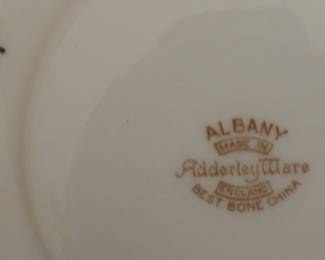 ALBANY
MADE IN
Adderley Ware
ENGLAND
BEST BONE CHINA